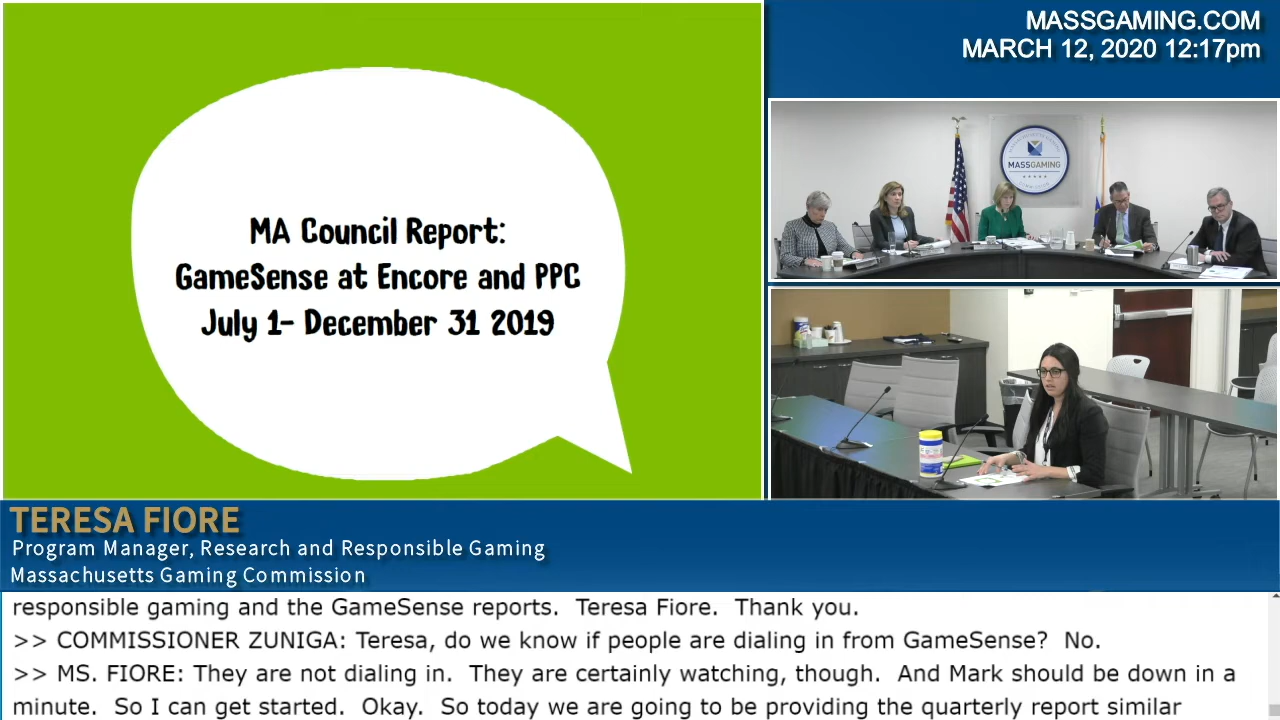 MASSGAMING.COM
MARCH 12, 2020 12:17pm
MA Council Report:
GameSense at Encore and PPC
July 1- December 31 2019
MASSGAMING
TERESA FIORE
Program Manager, Research and Responsible Gaming
Massachusetts Gaming Commission
responsible gaming and the GameSense reports.  Teresa Fiore.  Thank you.
>> COMMISSIONER ZUNIGA: Teresa, do we know if people are dialing in from GameSense?  No.
>> MS. FIORE: They are not dialing in.  They are certainly watching, though.  And Mark should be down in a
minute.  So I can get started.  Okay.  So today we are going to be providing the quarterly report similar